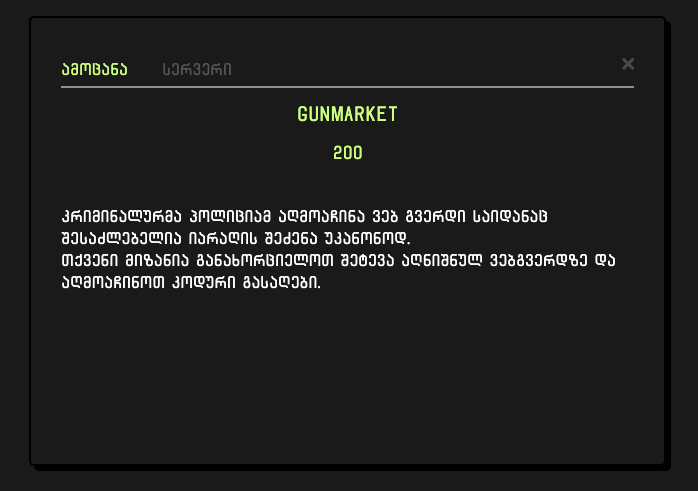 ამოცანა სერვერი ×
GUNMARKET
200
კრიმინალურმა პოლიციამ აღმოაჩინა ვებ გვერდი საიდანაც
შესაძლებელია იარაღის შეძენა უკანონოდ.
თქვენი მიზანია განახორციელოთ შეტევა აღნიშნულ ვებგვერდზე და
აღმოაჩინოთ კოდური გასაღები.